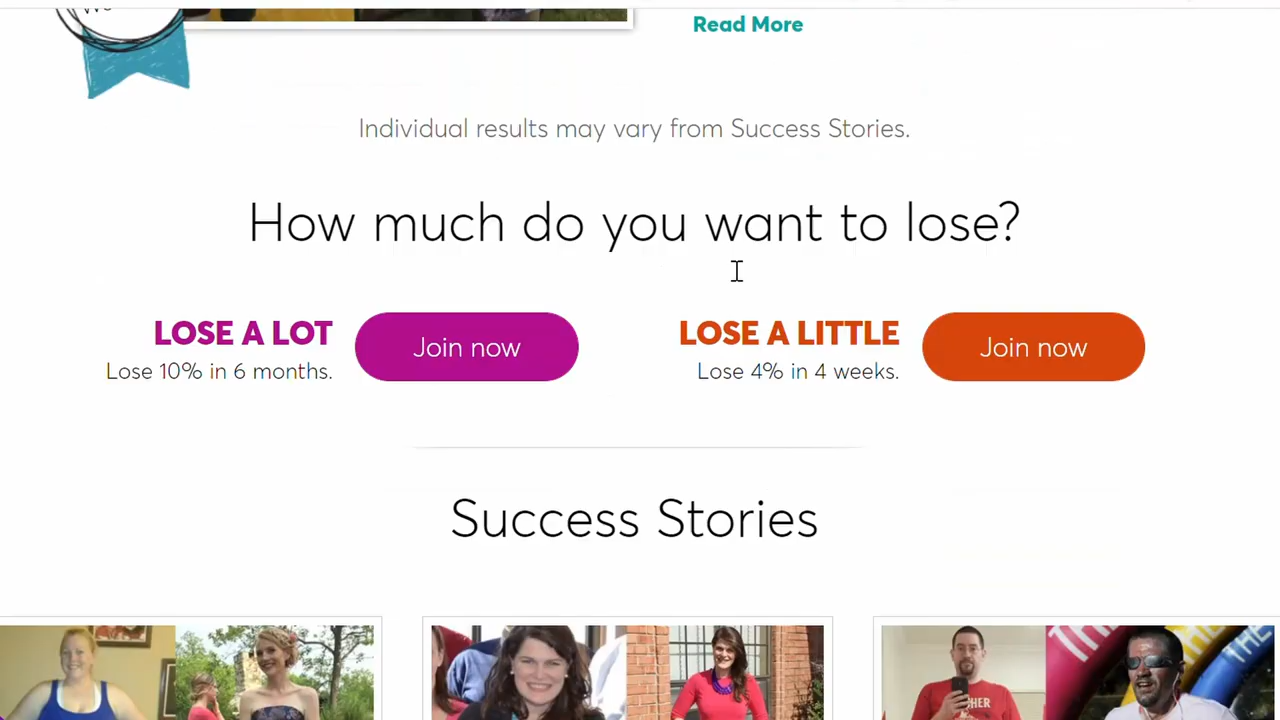 Read More
Individual results may vary from Success Stories.
How much do you want to lose?
LOSE A LOT
Lose 10% in 6 months.
Join now
LOSE A LITTLE
Lose 4% in 4 weeks.
Join now
Success Stories